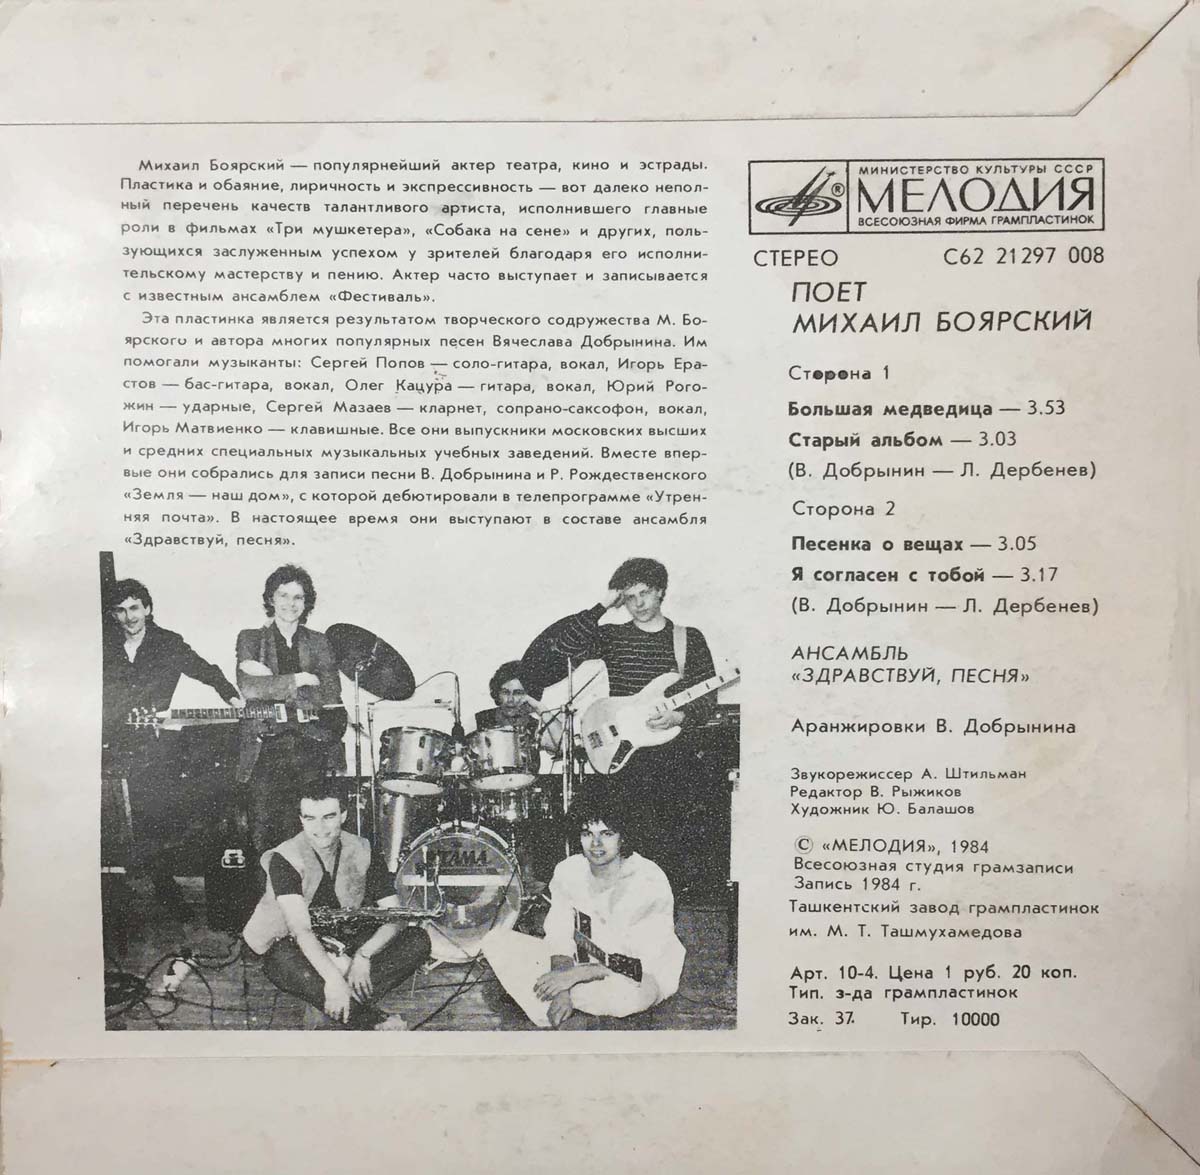 Михаил Боярский — популярнейший актер театра, кино и эстрады.
Пластика и обаяние, лиричность и экспрессивность — вот далеко непол-
ный перечень качеств талантливого артиста, исполнившего главные
роли в фильмах «Три мушкетера», «Собака на сене» и других, поль-
зующихся заслуженным успехом у зрителей благодаря его исполни-
тельскому мастерству и пению. Актер часто выступает и записывается
с известным ансамблем «Фестиваль».
Эта пластинка является результатом творческого содружества М. Бо-
ярского и автора многих популярных песен Вячеслава Добрынина. Им
помогали музыканты: Сергей Попов — соло-гитара, вокал, Игорь Ера-
стов — бас-гитара, вокал, Олег Кацура — гитара, вокал, Юрий Рого-
жин — ударные, Сергей Мазаев — кларнет, сопрано-саксофон, вокал,
Игорь Матвиенко — клавишные. Все они выпускники московских высших
и средних специальных музыкальных учебных заведений. Вместе впер-
вые они собрались для записи песни В. Добрынина и Р. Рождественского
«Земля — наш дом», с которой дебютировали в телепрограмме «Утрен-
няя почта». В настоящее время они выступают в составе ансамбля
«Здравствуй, песня».
TAMA
МИНИСТЕРСТВО КУЛЬТУРЫ СССР
® МЕЛОДИЯ
ВСЕСОЮЗНАЯ ФИРМА ГРАМПЛАСТИНОК
СТЕРЕО С62 21297 008
ПОЕТ
МИХАИЛ БОЯРСКИЙ
Сторона 1
Большая медведица — 3.53
Старый альбом — 3.03
(В. Добрынин — Л. Дербенев)
Сторона 2
Песенка о вещах — 3.05
Я согласен с тобой — 3.17
(В. Добрынин — Л. Дербенев)
АНСАМБЛЬ
«ЗДРАВСТВУЙ, ПЕСНЯ»
Аранжировки В. Добрынина
Звукорежиссер А. Штильман
Редактор В. Рыжиков
Художник Ю. Балашов
© «МЕЛОДИЯ», 1984
Всесоюзная студия грамзаписи
Запись 1984 г.
Ташкентский завод грампластинок
им. М. Т. Ташмухамедова
Арт. 10-4. Цена 1 руб. 20 коп.
Тип. з-да грампластинок
Зак. 37. Тир. 10000